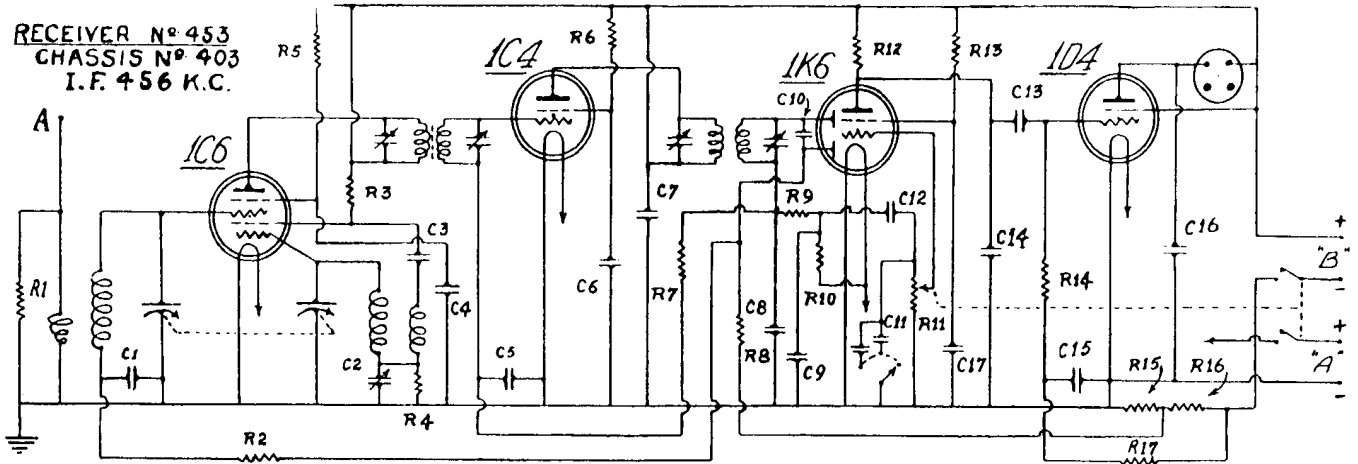 RECEIVER Nº 453
CHASSIS Nº 403
I.F. 456 K.C.
A
1C6
1C4
1K6
1D4
R5
R6
R12
R13
C10
C13
R3
C3
C7
R9
C12
R1
C4
C6
R7
C8
R10
C11
R11
C14
R14
C16
+
"B"
-
+
"A"
-
C1
C2
C5
R8
C9
C17
C15
R15
R16
R4
R2
R17